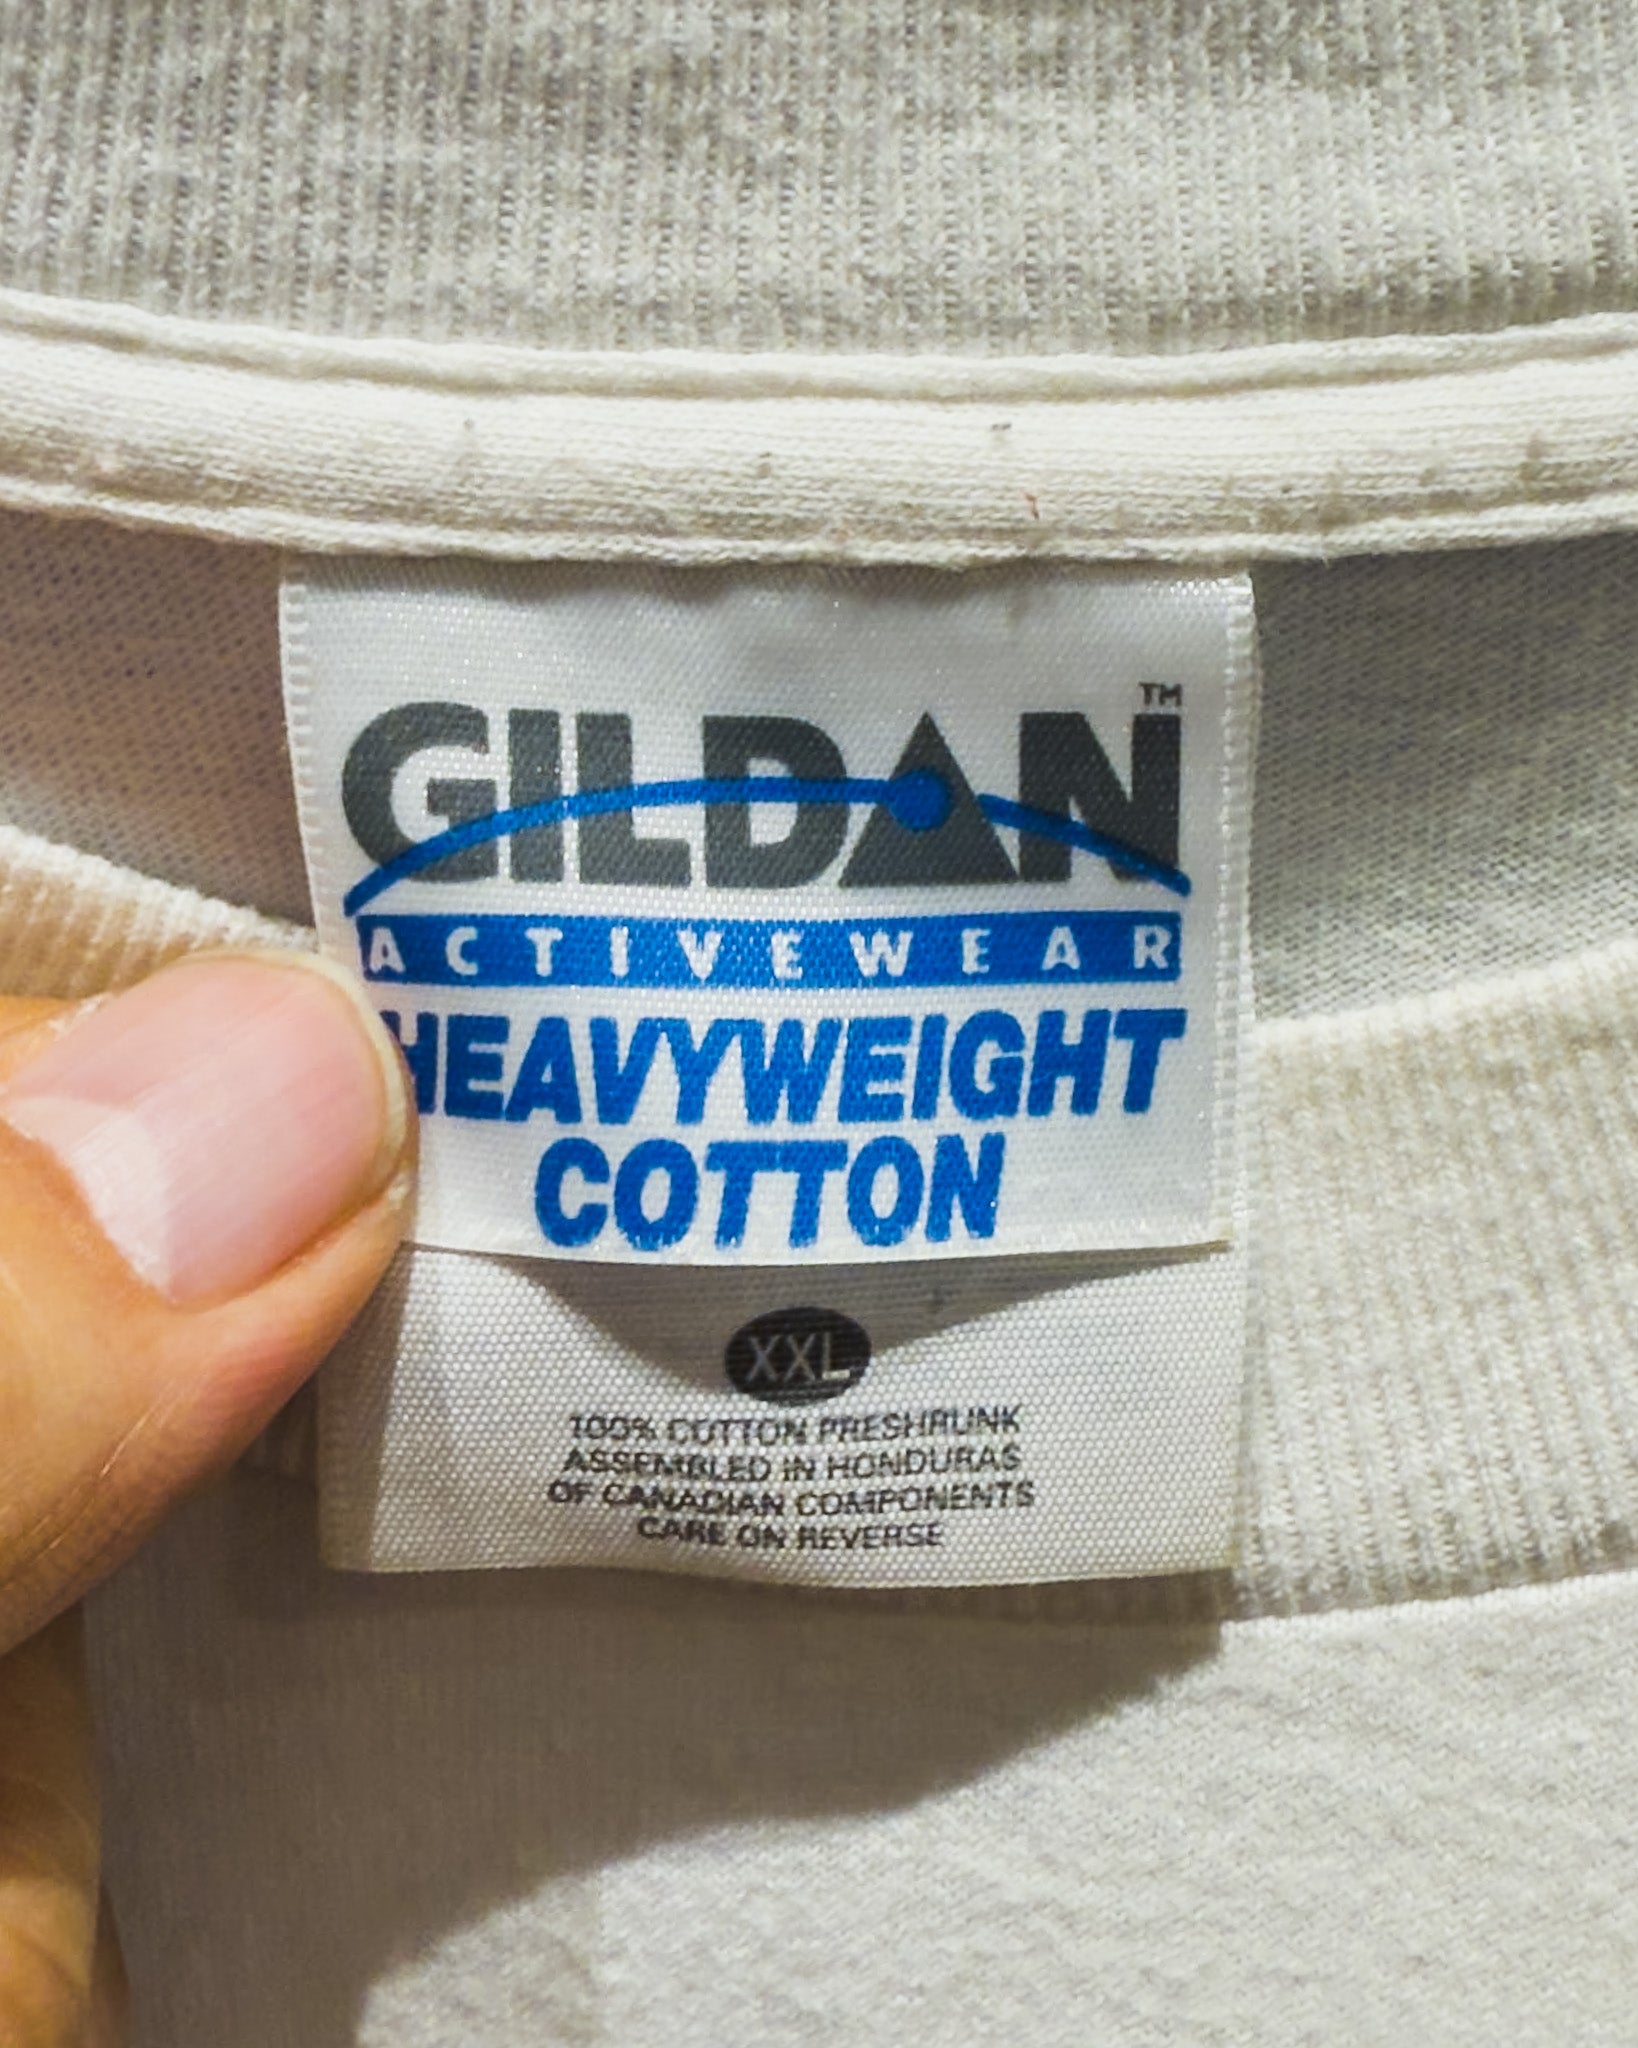 GILDAN™
ACTIVEWEAR
HEAVYWEIGHT
COTTON
XXL
100% COTTON PRESHRUNK
ASSEMBLED IN HONDURAS
OF CANADIAN COMPONENTS
CARE ON REVERSE